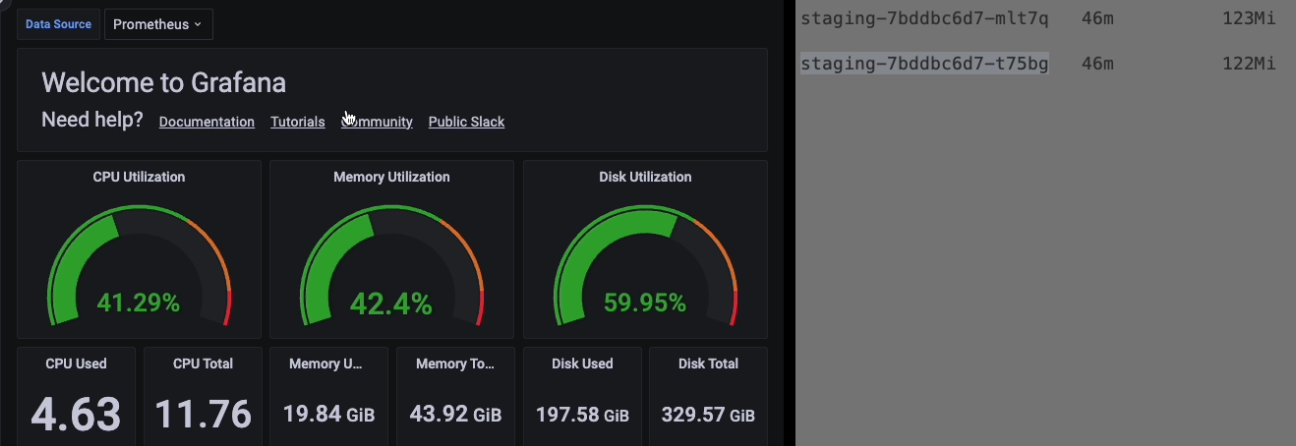 Data Source Prometheus
Welcome to Grafana
Need help? Documentation Tutorials Community Public Slack
CPU Utilization
41.29%
Memory Utilization
42.4%
Disk Utilization
59.95%
CPU Used
4.63
CPU Total
11.76
Memory U...
19.84 GiB
Memory To...
43.92 GiB
Disk Used
197.58 GiB
Disk Total
329.57 GiB
staging-7bddbc6d7-mlt7q 46m 123Mi
staging-7bddbc6d7-t75bg 46m 122Mi